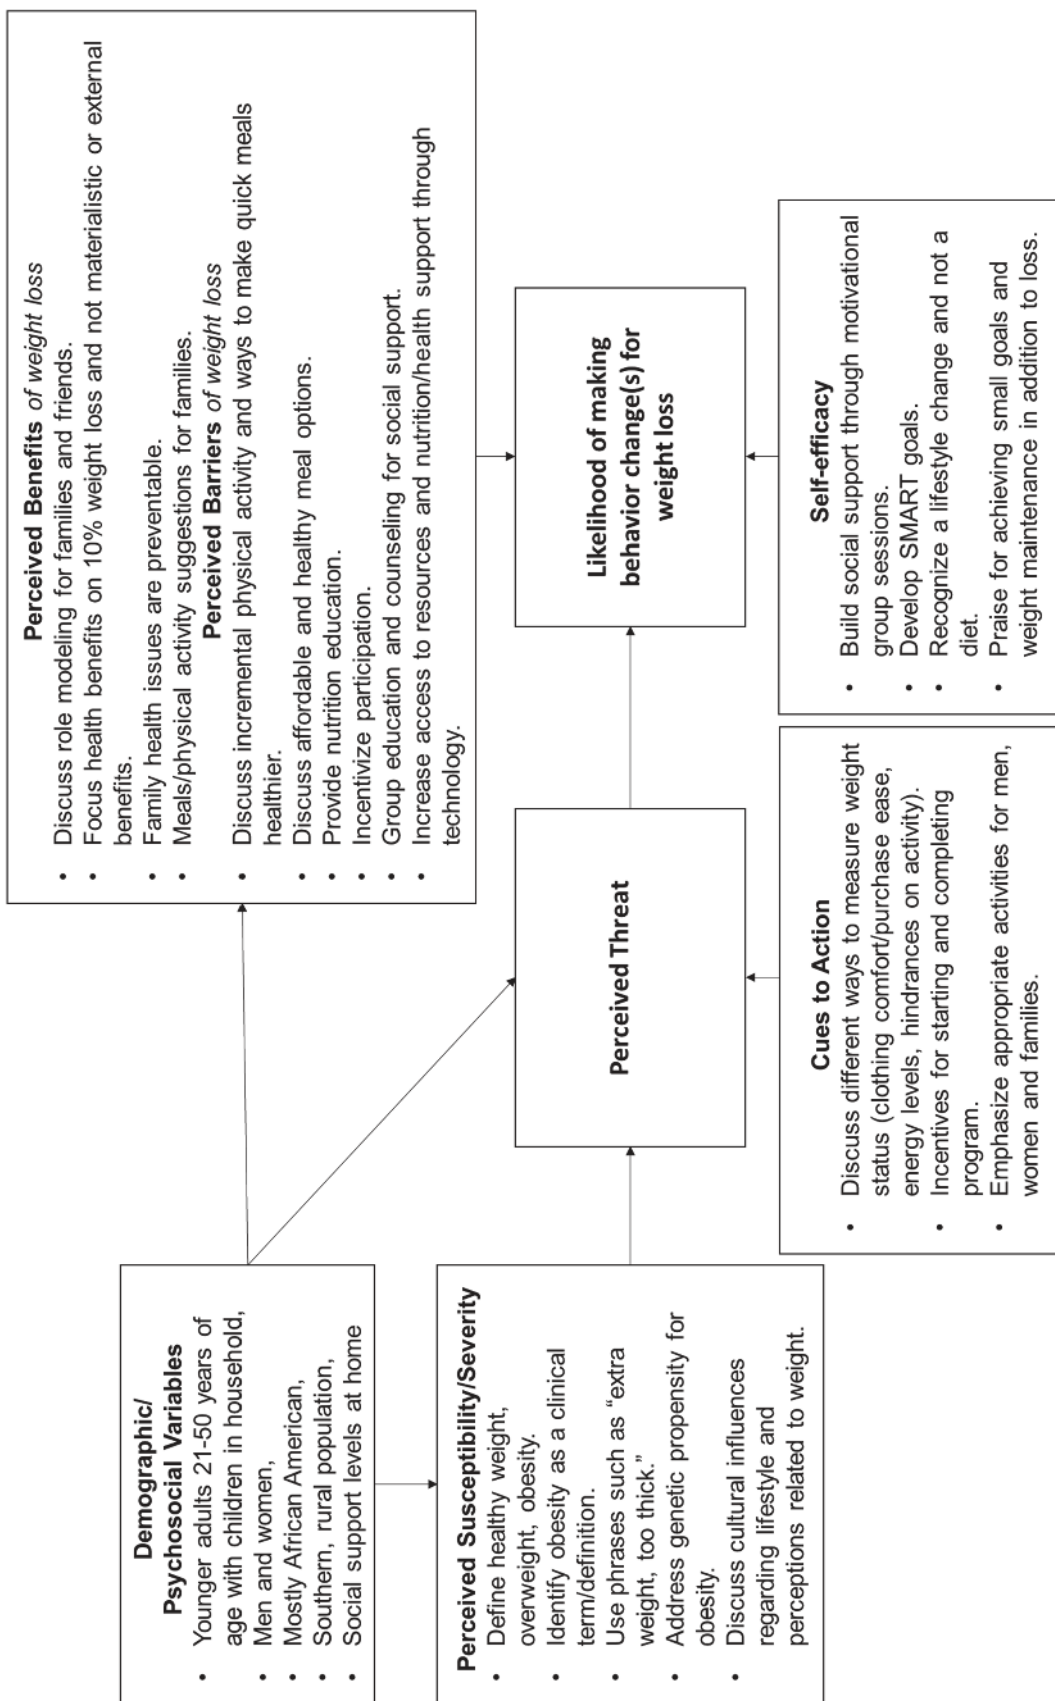 Demographic/
Psychosocial Variables
• Younger adults 21-50 years of
age with children in household,
• Men and women,
• Mostly African American,
• Southern, rural population,
• Social support levels at home
Perceived Susceptibility/Severity
• Define healthy weight,
overweight, obesity.
• Identify obesity as a clinical
term/definition.
• Use phrases such as “extra
weight, too thick.”
• Address genetic propensity for
obesity.
• Discuss cultural influences
regarding lifestyle and
perceptions related to weight.
Perceived Benefits of weight loss
• Discuss role modeling for families and friends.
• Focus health benefits on 10% weight loss and not materialistic or external
benefits.
• Family health issues are preventable.
• Meals/physical activity suggestions for families.
Perceived Barriers of weight loss
• Discuss incremental physical activity and ways to make quick meals
healthier.
• Discuss affordable and healthy meal options.
• Provide nutrition education.
• Incentivize participation.
• Group education and counseling for social support.
• Increase access to resources and nutrition/health support through
technology.
Perceived Threat
Likelihood of making
behavior change(s) for
weight loss
Cues to Action
• Discuss different ways to measure weight
status (clothing comfort/purchase ease,
energy levels, hindrances on activity).
• Incentives for starting and completing
program.
• Emphasize appropriate activities for men,
women and families.
Self-efficacy
• Build social support through motivational
group sessions.
• Develop SMART goals.
• Recognize a lifestyle change and not a
diet.
• Praise for achieving small goals and
weight maintenance in addition to loss.